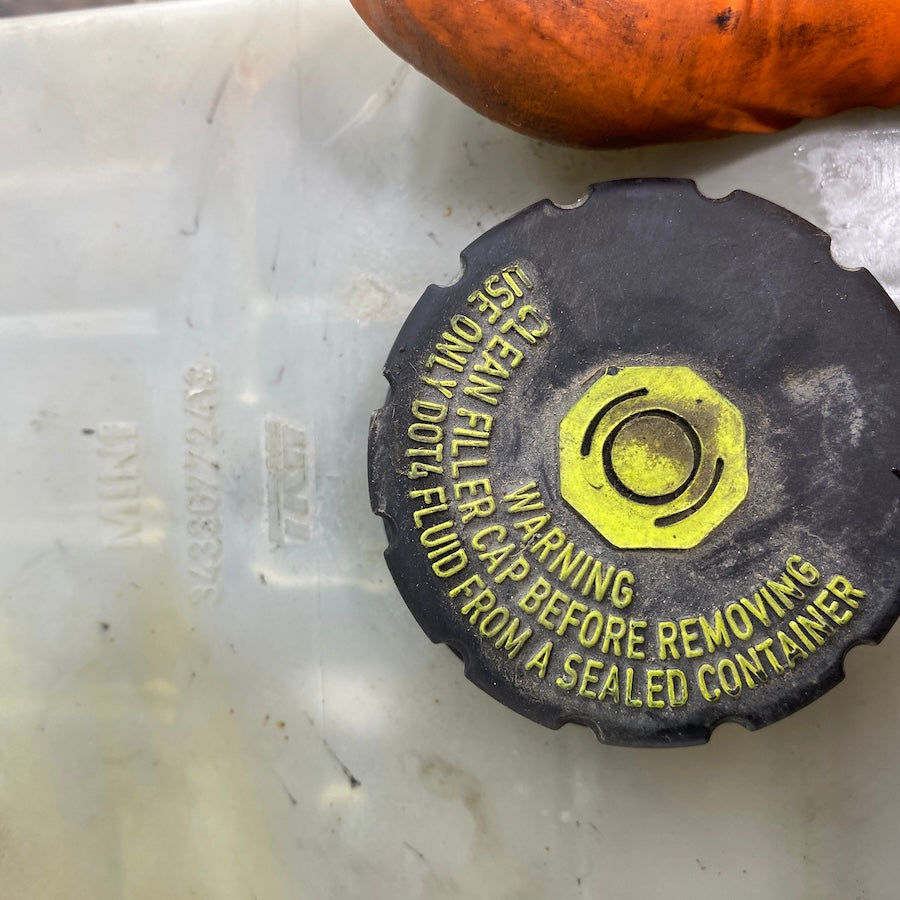 WARNING
CLEAN FILLER CAP BEFORE REMOVING
USE ONLY DOT4 FLUID FROM A SEALED CONTAINER
MINI
TRW